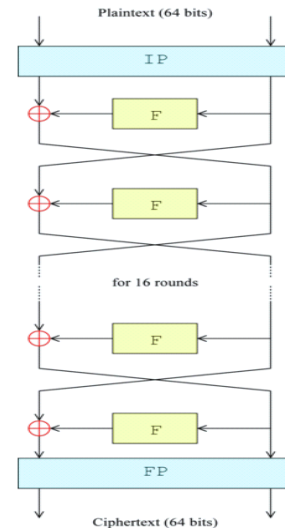 Plaintext (64 bits)
IP
F
F
for 16 rounds
F
F
FP
Ciphertext (64 bits)